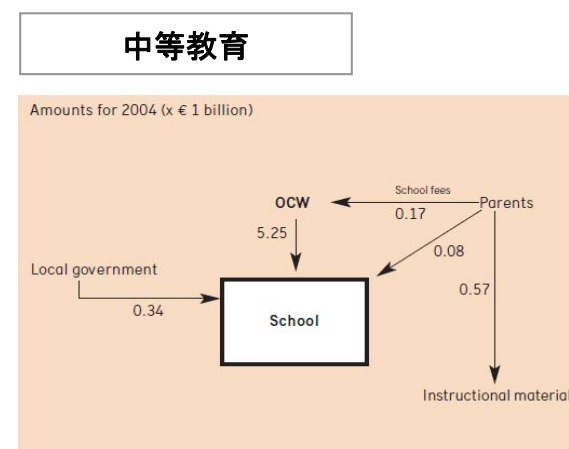 中等教育
Amounts for 2004 (x € 1 billion)
School fees
OCW
Parents
0.17
5.25
0.08
Local government
0.57
0.34
School
Instructional material